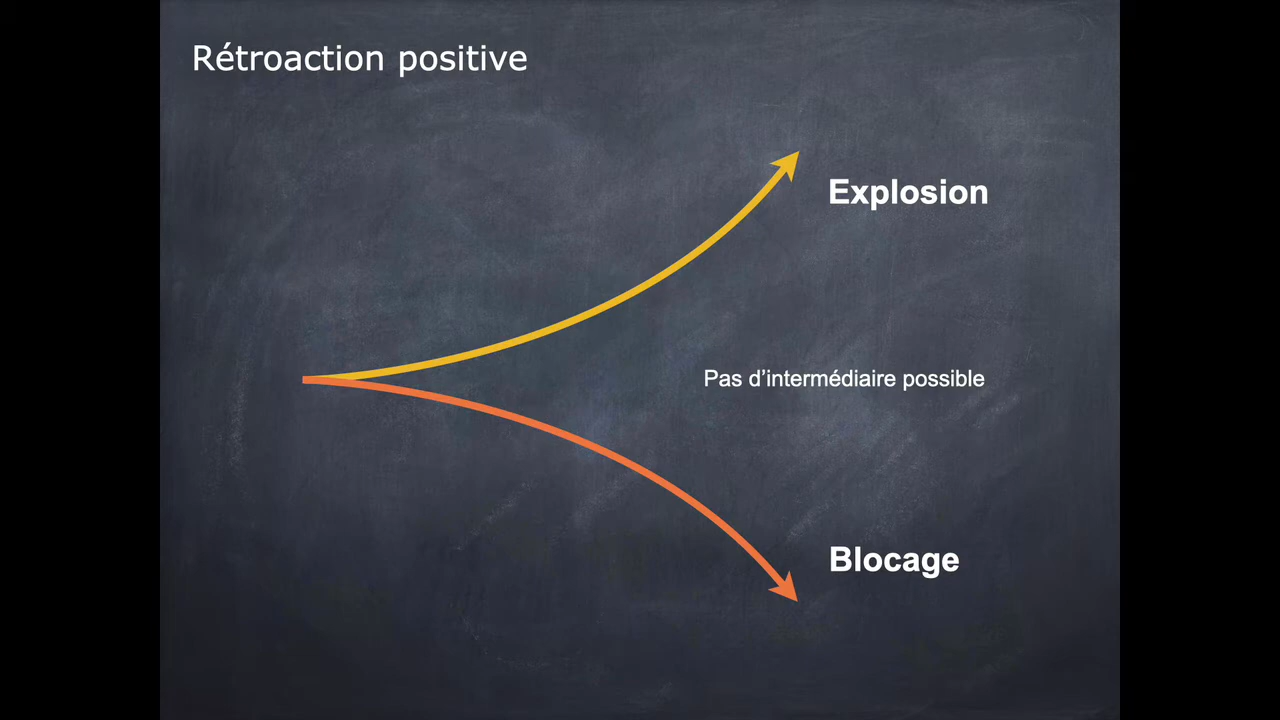 Rétroaction positive
Explosion
Pas d’intermédiaire possible
Blocage